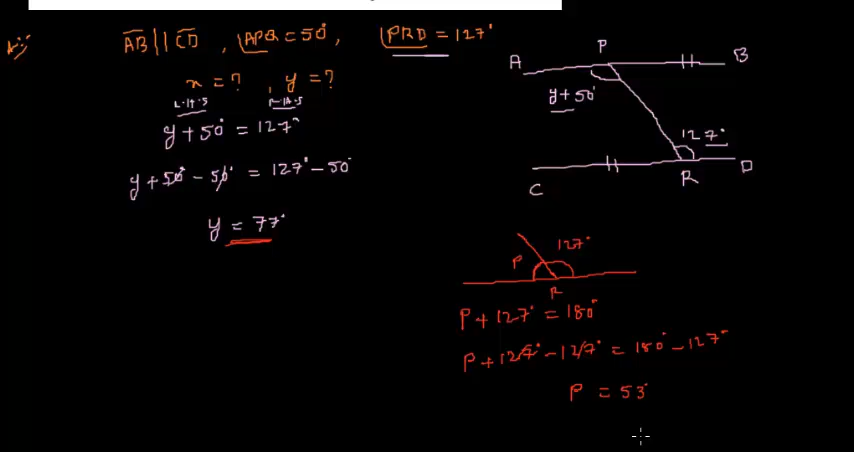 AB || CD , ∠APQ = 50°, ∠PRD = 127°
x = ? , y = ?
y + 50° = 127°
y + 50° - 50° = 127° - 50°
y = 77°
A P B
y + 50°
127°
C R D
P 127°
R
P + 127° = 180°
P + 127° - 127° = 180° - 127°
P = 53°